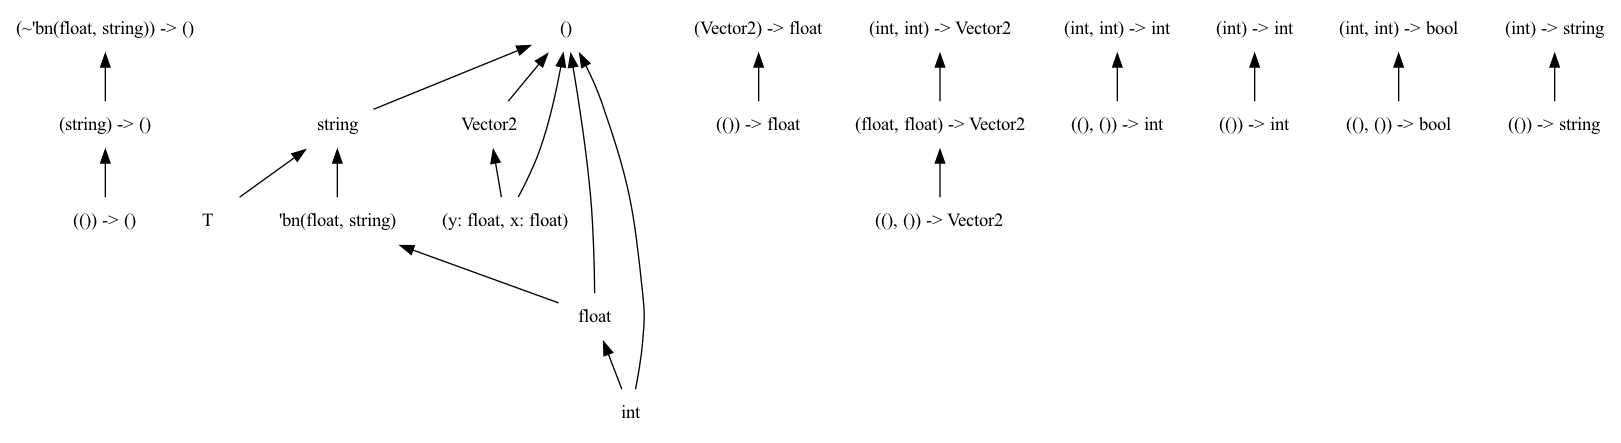 (~'bn(float, string)) -> ()
()
(Vector2) -> float
(int, int) -> Vector2
(int, int) -> int
(int) -> int
(int, int) -> bool
(int) -> string
(string) -> ()
string
Vector2
(()) -> float
(float, float) -> Vector2
((), ()) -> int
(()) -> int
((), ()) -> bool
(()) -> string
(()) -> ()
T
'bn(float, string)
(y: float, x: float)
((), ()) -> Vector2
float
int